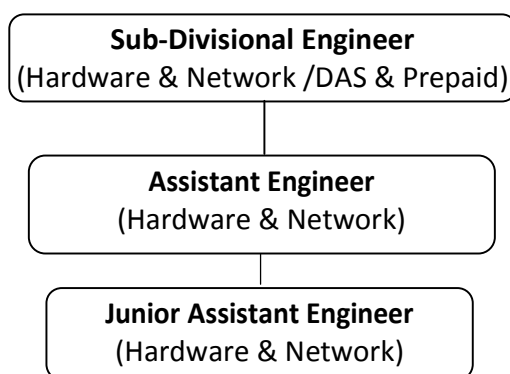 Sub-Divisional Engineer
(Hardware & Network /DAS & Prepaid)
Assistant Engineer
(Hardware & Network)
Junior Assistant Engineer
(Hardware & Network)